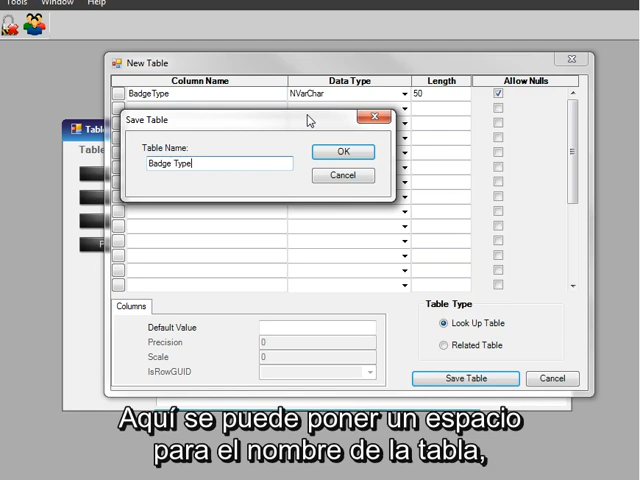 Tools Window Help
New Table
Column Name Data Type Length Allow Nulls
BadgeType NVarChar 50
Save Table
Table Name:
Badge Type
OK
Cancel
Columns
Default Value
Precision 0
Scale 0
IsRowGUID
Table Type
Look Up Table
Related Table
Save Table Cancel
Aquí se puede poner un espacio
para el nombre de la tabla,